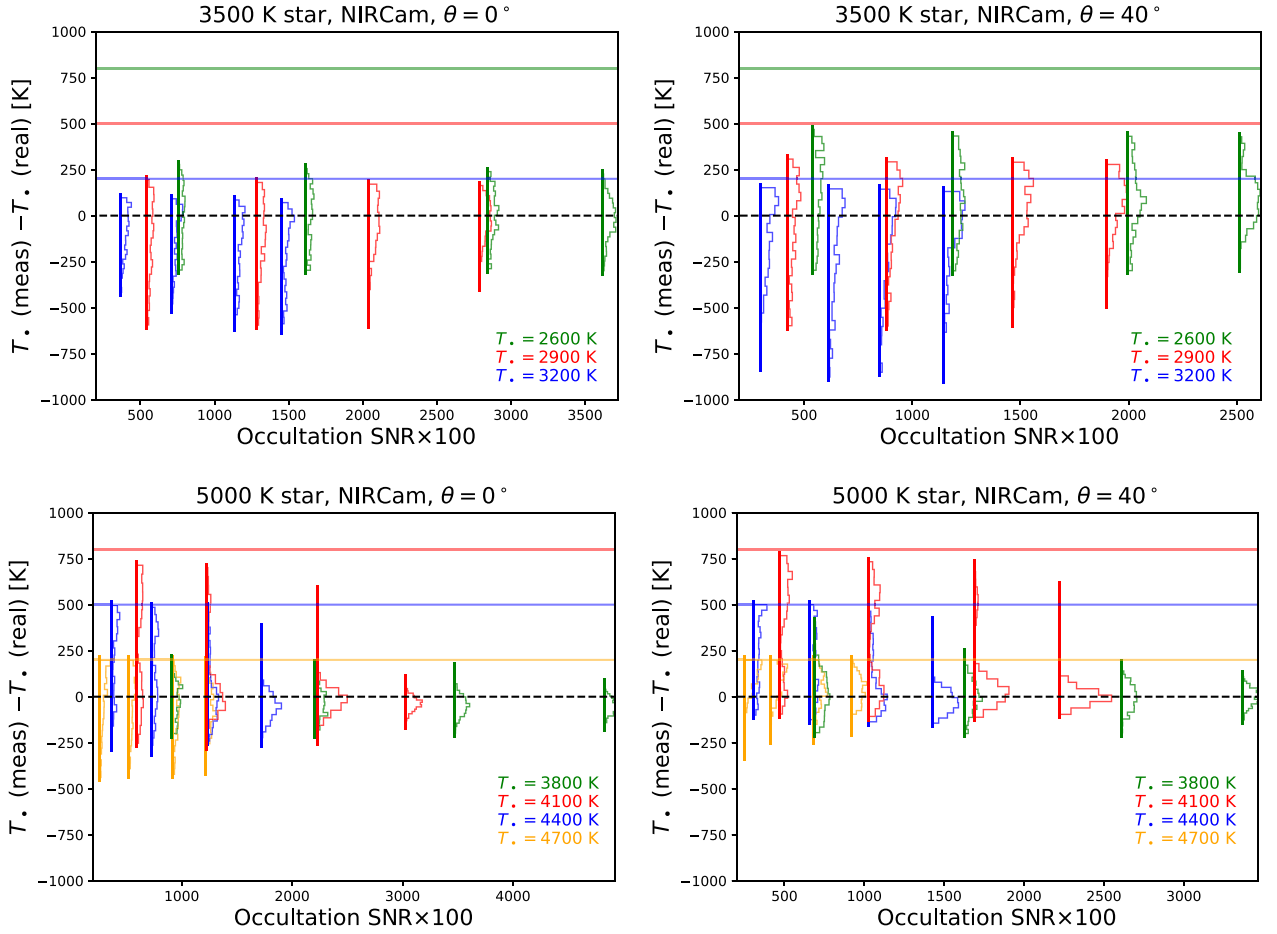 3500 K star, NIRCam, θ = 0°
1000
750
500
250
0
−250
−500
−750
−1000
T• (meas) −T• (real) [K]
T• = 2600 K
T• = 2900 K
T• = 3200 K
500 1000 1500 2000 2500 3000 3500
Occultation SNR×100
3500 K star, NIRCam, θ = 40°
1000
750
500
250
0
−250
−500
−750
−1000
T• (meas) −T• (real) [K]
T• = 2600 K
T• = 2900 K
T• = 3200 K
500 1000 1500 2000 2500
Occultation SNR×100
5000 K star, NIRCam, θ = 0°
1000
750
500
250
0
−250
−500
−750
−1000
T• (meas) −T• (real) [K]
T• = 3800 K
T• = 4100 K
T• = 4400 K
T• = 4700 K
1000 2000 3000 4000
Occultation SNR×100
5000 K star, NIRCam, θ = 40°
1000
750
500
250
0
−250
−500
−750
−1000
T• (meas) −T• (real) [K]
T• = 3800 K
T• = 4100 K
T• = 4400 K
T• = 4700 K
500 1000 1500 2000 2500 3000
Occultation SNR×100